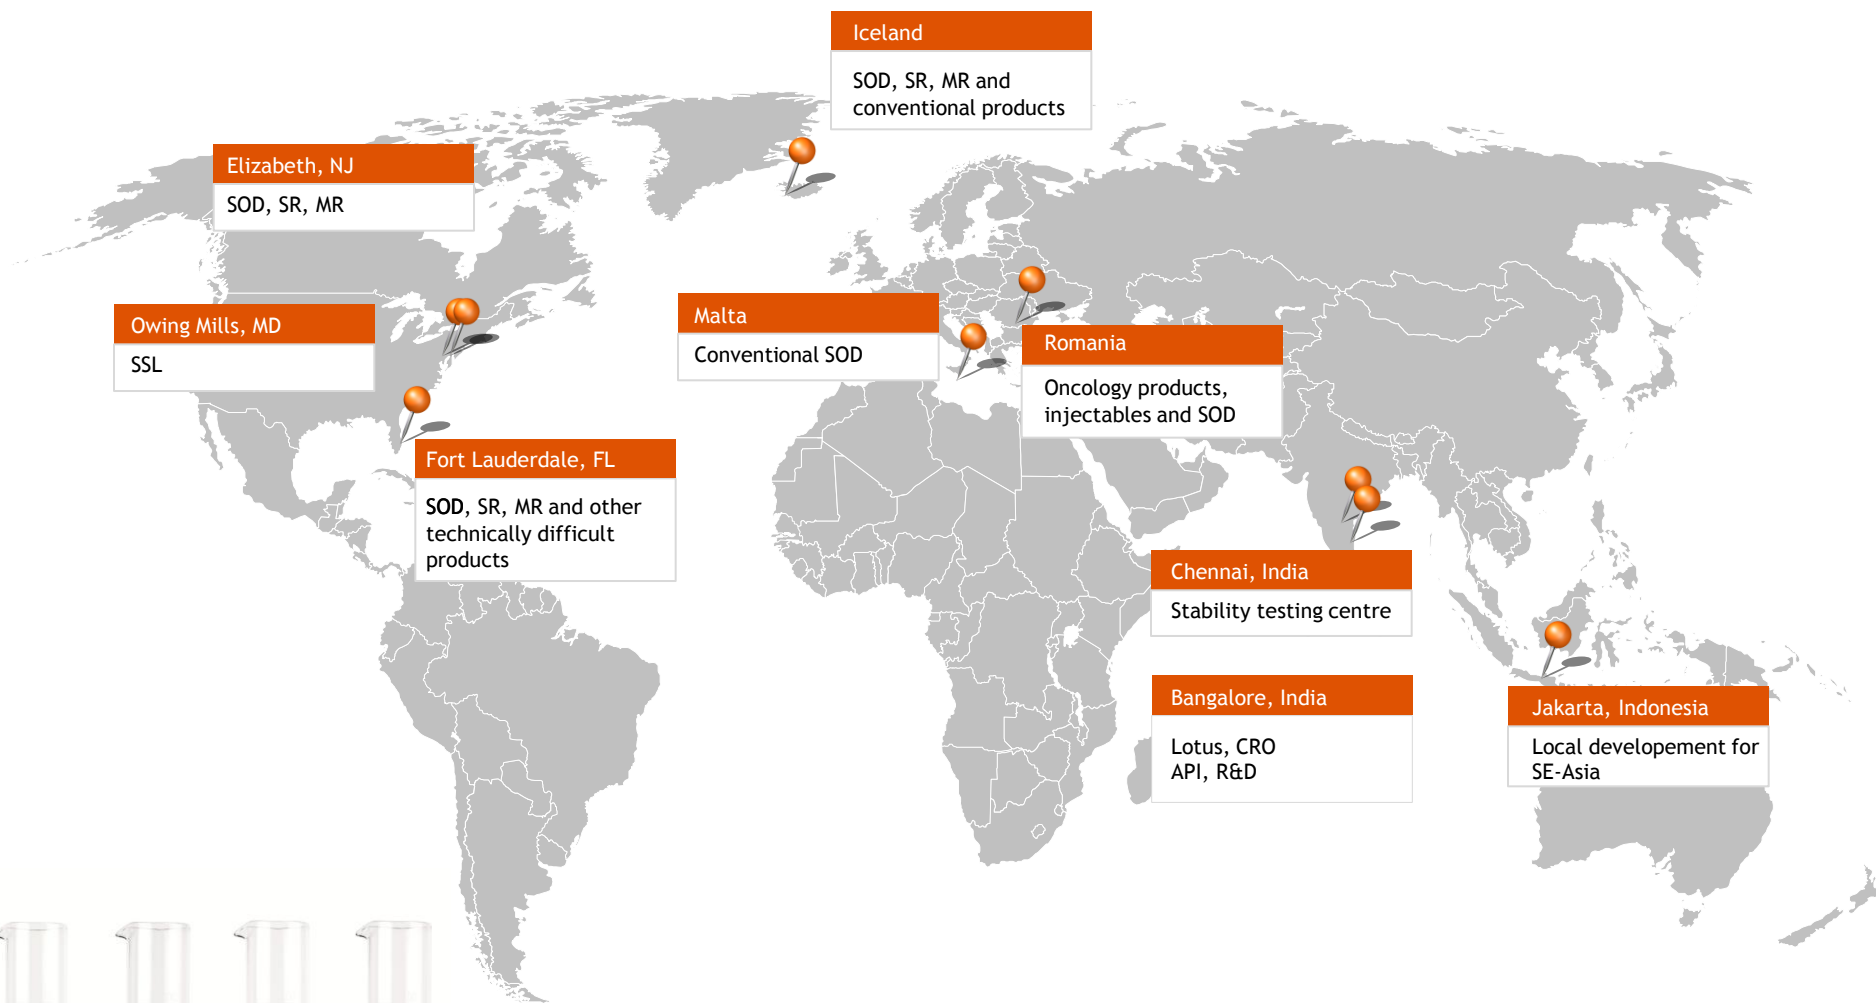 Iceland
SOD, SR, MR and
conventional products
Elizabeth, NJ
SOD, SR, MR
Owing Mills, MD
SSL
Malta
Conventional SOD
Romania
Oncology products,
injectables and SOD
Fort Lauderdale, FL
SOD, SR, MR and other
technically difficult
products
Chennai, India
Stability testing centre
Bangalore, India
Lotus, CRO
API, R&D
Jakarta, Indonesia
Local developement for
SE-Asia